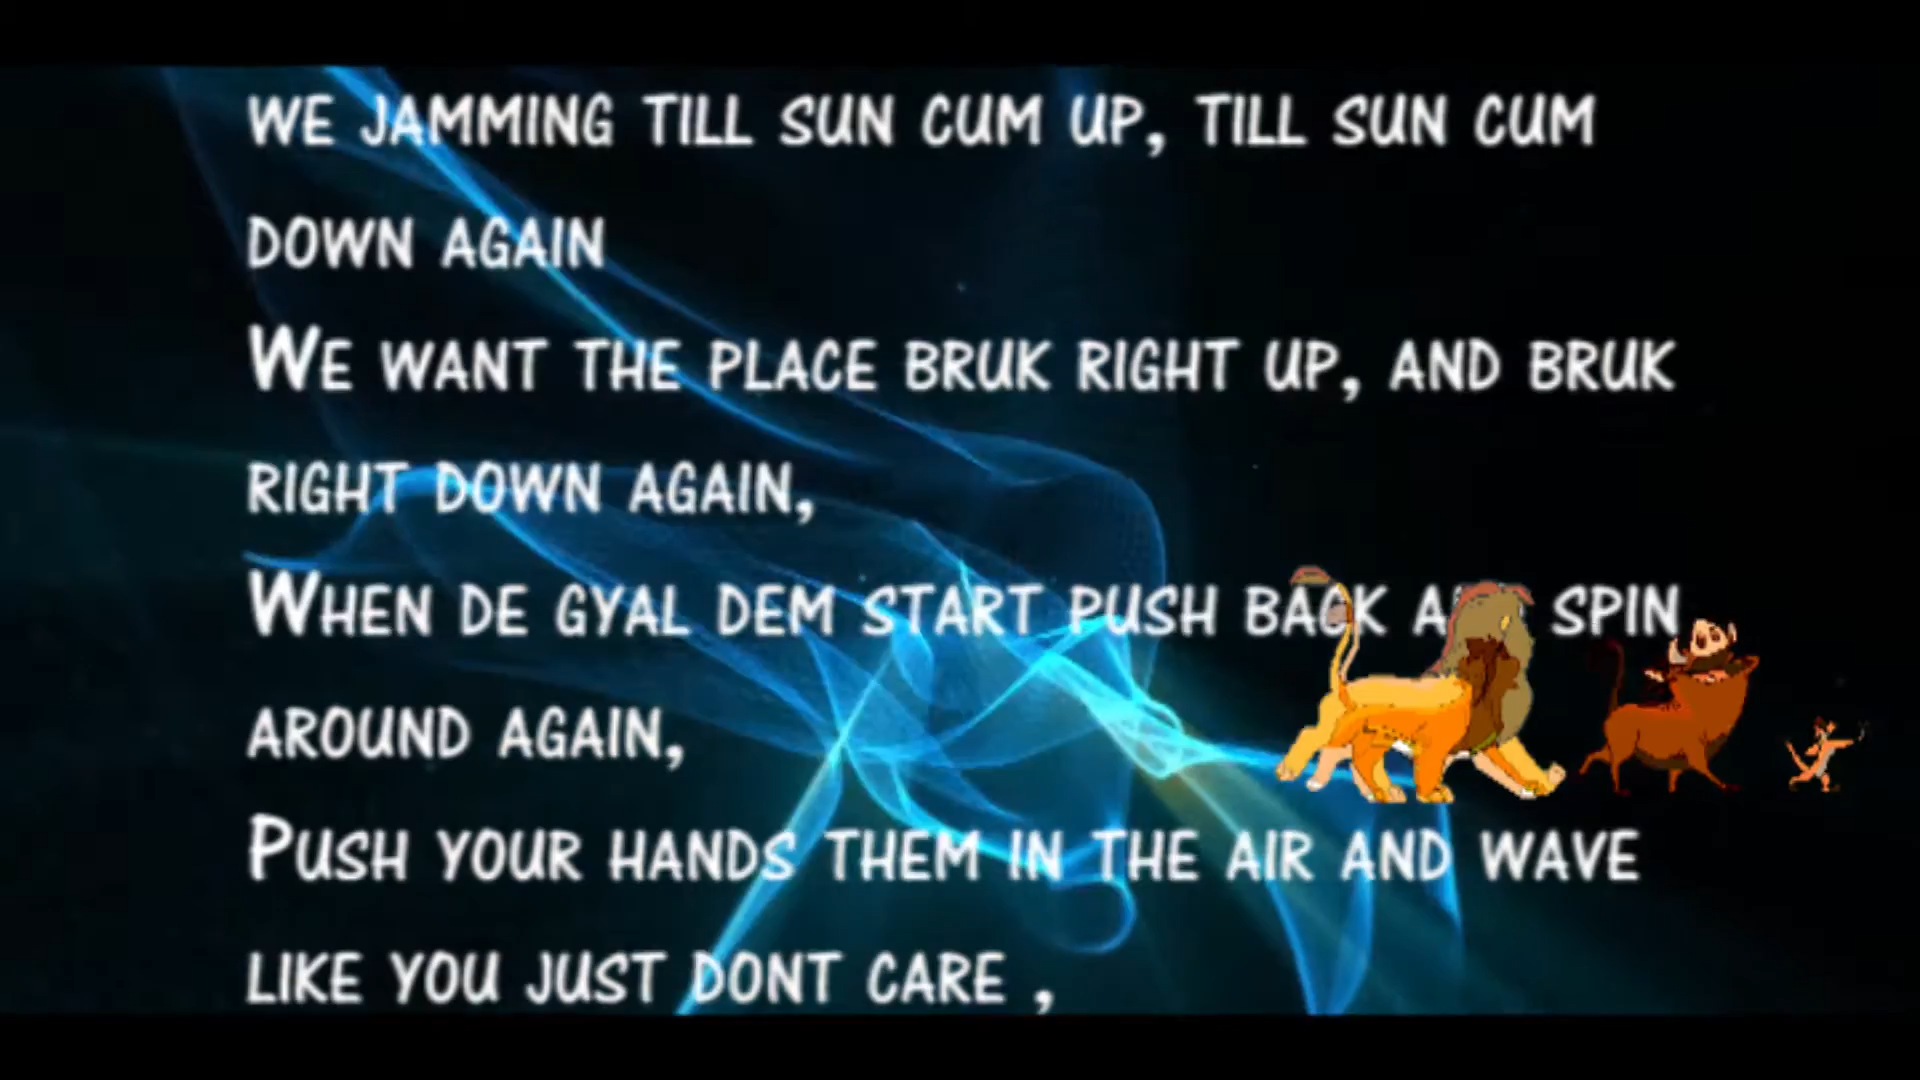 WE JAMMING TILL SUN CUM UP, TILL SUN CUM
DOWN AGAIN
WE WANT THE PLACE BRUK RIGHT UP, AND BRUK
RIGHT DOWN AGAIN,
WHEN DE GYAL DEM START PUSH BACK SPIN
AROUND AGAIN,
PUSH YOUR HANDS THEM IN THE AIR AND WAVE
LIKE YOU JUST DONT CARE ,